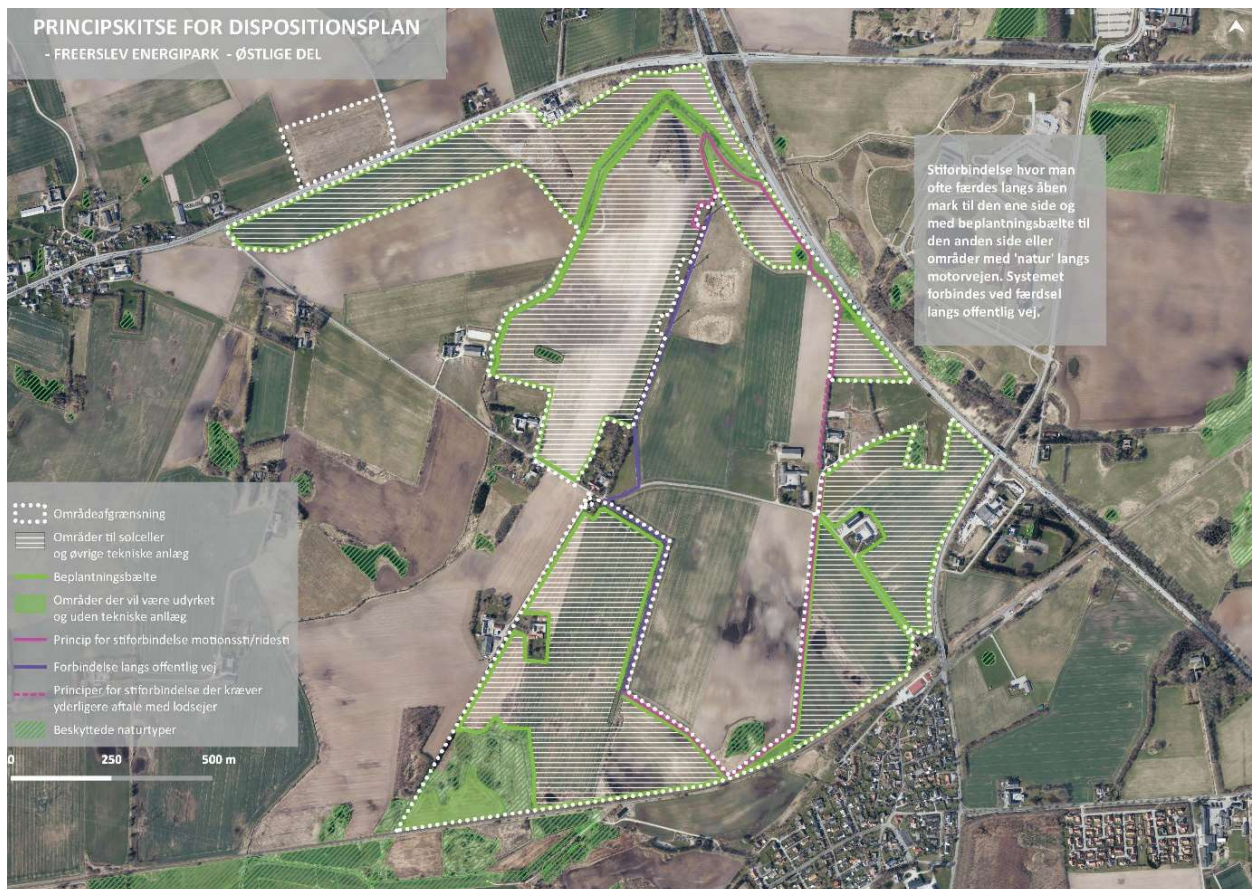 PRINCIPSKITSE FOR DISPOSITIONSPLAN
- FREERSLEV ENERGIPARK - ØSTLIGE DEL
Stiforbindelse hvor man
ofte færdes langs åben
mark til den ene side og
med beplantningsbælte til
den anden side eller
områder med 'natur' langs
motorvejen. Systemet
forbindes ved færdsel
langs offentlig vej.
Områdeafgrænsning
Områder til solceller
og øvrige tekniske anlæg
Beplantningsbælte
Områder der vil være udyrket
og uden tekniske anllæg
Princip for stiforbindelse motionssti/ridesti
Forbindelse langs offentlig vej
Principer for stiforbindelse der kræver
yderligere aftale med lodsejer
Beskyttede naturtyper
0 250 500 m